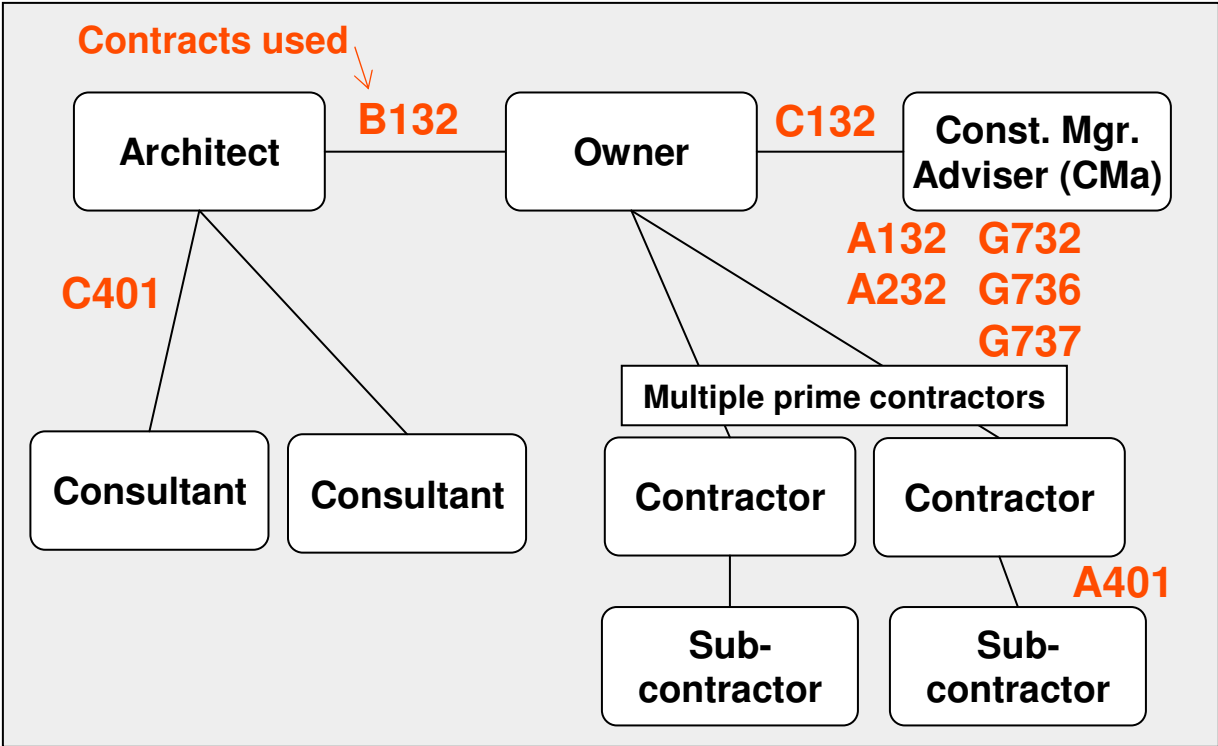 Contracts used
B132
C132
Architect
Owner
Const. Mgr.
Adviser (CMa)
A132 G732
C401
A232 G736
G737
Multiple prime contractors
Consultant
Consultant
Contractor
Contractor
A401
Sub-
contractor
Sub-
contractor